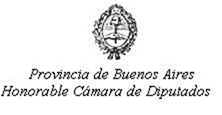 Provincia de Buenos Aires
Honorable Cámara de Diputados